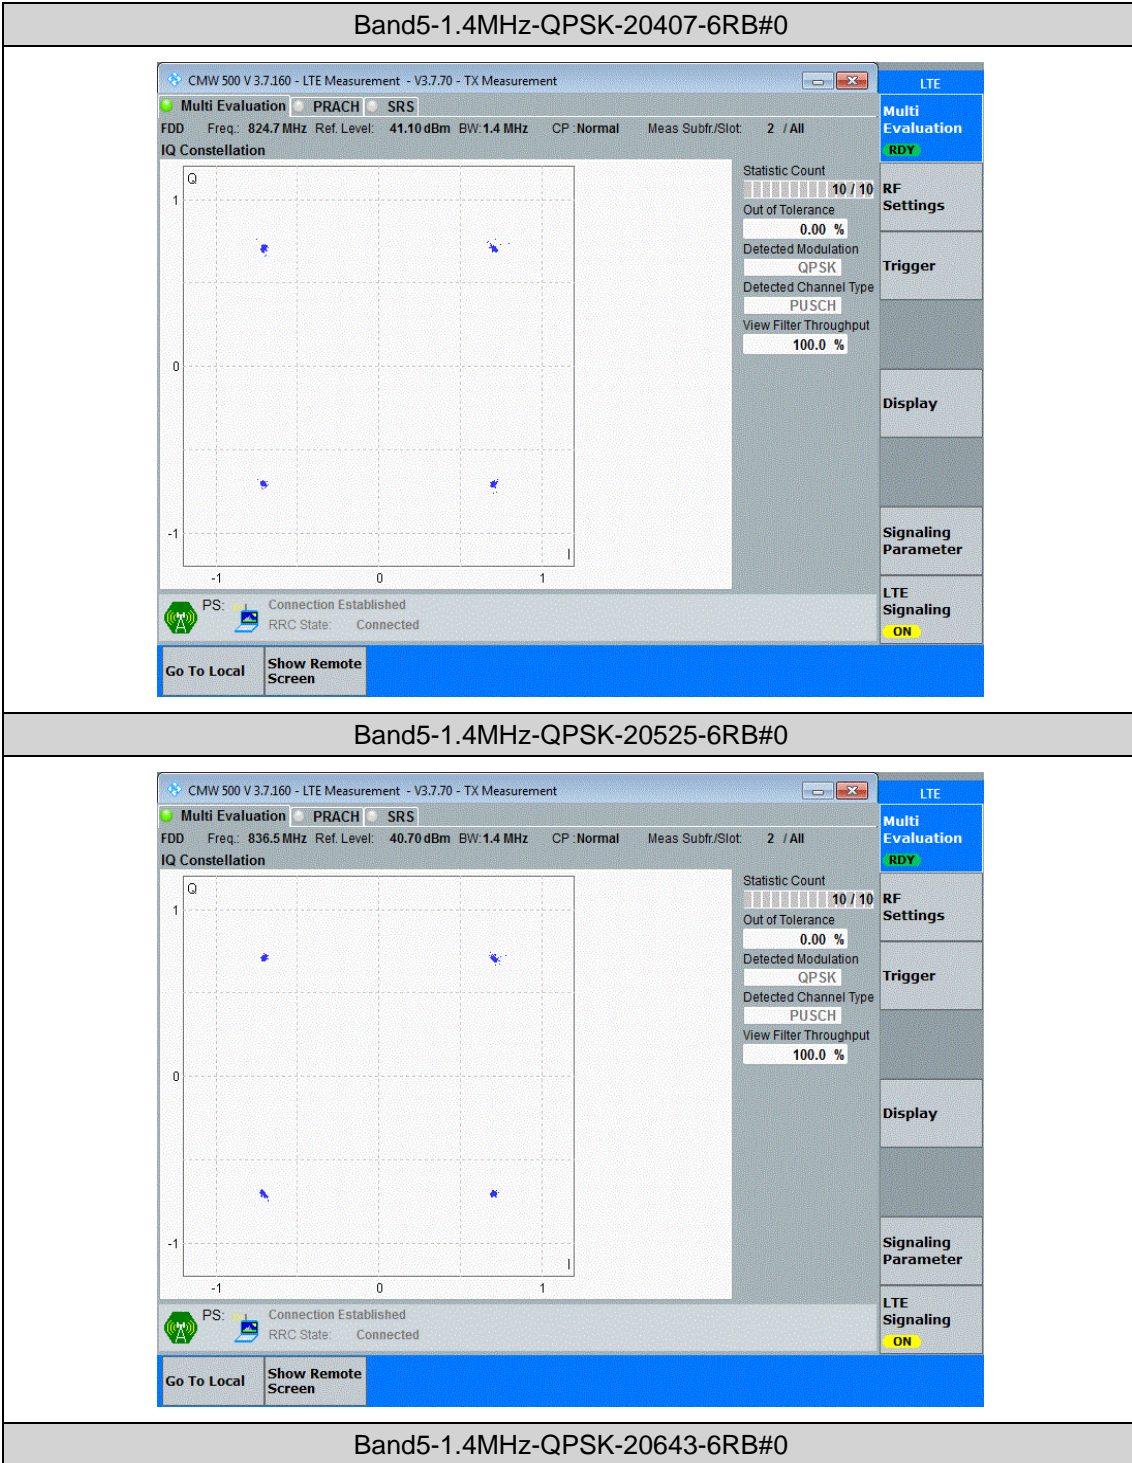 Band5-1.4MHz-QPSK-20407-6RB#0
CMW 500 V 3.7.160 - LTE Measurement - V3.7.70 - TX Measurement
LTE
Multi Evaluation PRACH SRS
Multi
Evaluation
RDY
FDD Freq.: 824.7 MHz Ref. Level: 41.10 dBm BW: 1.4 MHz CP : Normal Meas Subfr./Slot: 2 / All
IQ Constellation
Q
1
0
-1
-1 0 1
I
Statistic Count
10 / 10
Out of Tolerance
0.00 %
Detected Modulation
QPSK
Detected Channel Type
PUSCH
View Filter Throughput
100.0 %
RF
Settings
Trigger
Display
Signaling
Parameter
LTE
Signaling
ON
PS: Connection Established
RRC State: Connected
Go To Local
Show Remote
Screen
Band5-1.4MHz-QPSK-20525-6RB#0
CMW 500 V 3.7.160 - LTE Measurement - V3.7.70 - TX Measurement
LTE
Multi Evaluation PRACH SRS
Multi
Evaluation
RDY
FDD Freq.: 836.5 MHz Ref. Level: 40.70 dBm BW: 1.4 MHz CP : Normal Meas Subfr./Slot: 2 / All
IQ Constellation
Q
1
0
-1
-1 0 1
I
Statistic Count
10 / 10
Out of Tolerance
0.00 %
Detected Modulation
QPSK
Detected Channel Type
PUSCH
View Filter Throughput
100.0 %
RF
Settings
Trigger
Display
Signaling
Parameter
LTE
Signaling
ON
PS: Connection Established
RRC State: Connected
Go To Local
Show Remote
Screen
Band5-1.4MHz-QPSK-20643-6RB#0